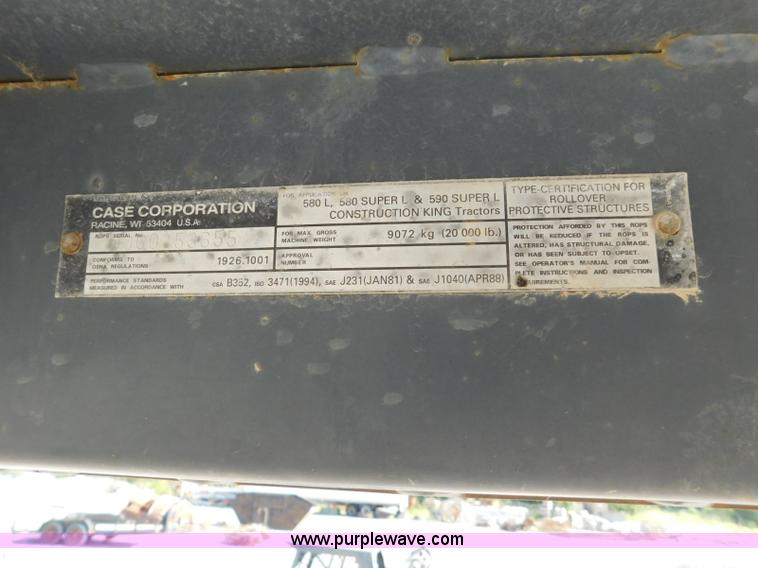 CASE CORPORATION
RACINE, WI 53404 U.S.A.
ROPS SERIAL No.
CONFORMS TO
OSHA REGULATIONS 1926.1001
PERFORMANCE STANDARDS
MEASURED IN ACCORDANCE WITH CSA B352, ISO 3471(1994), SAE J231(JAN81) & SAE J1040(APR88)
FOR APPLICATION ON
580 L, 580 SUPER L & 590 SUPER L
CONSTRUCTION KING Tractors
FOR MAX. GROSS
MACHINE WEIGHT 9072 kg (20 000 lb.)
APPROVAL
NUMBER
TYPE-CERTIFICATION FOR
ROLLOVER
PROTECTIVE STRUCTURES
PROTECTION AFFORDED BY THIS ROPS
WILL BE REDUCED IF THE ROPS IS
ALTERED, HAS STRUCTURAL DAMAGE,
OR HAS BEEN SUBJECT TO UPSET.
SEE OPERATOR'S MANUAL FOR COM-
PLETE INSTRUCTIONS AND INSPECTION
REQUIREMENTS.
www.purplewave.com